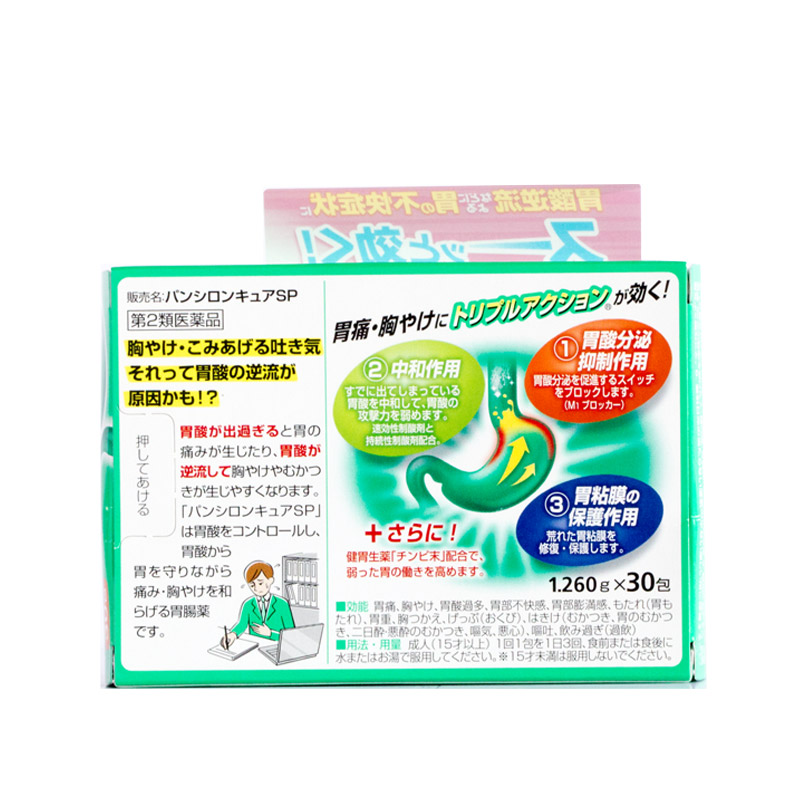 胃酸逆流などによる胃の不快症状に
スーッと効く!
販売名:パンシロンキュアSP
第2類医薬品
胸やけ・こみあげる吐き気
それって胃酸の逆流が
原因かも!?
押してあける
胃酸が出過ぎると胃の
痛みが生じたり、胃酸が
逆流して胸やけやむかつ
きが生じやすくなります。
「パンシロンキュアSP」
は胃酸をコントロールし、
胃酸から
胃を守りながら
痛み・胸やけを和
らげる胃腸薬
です。
胃痛・胸やけにトリプルアクション®が効く!
①胃酸分泌
抑制作用
胃酸分泌を促進するスイッチ
をブロックします。
(M1ブロッカー)
②中和作用
すでに出てしまっている
胃酸を中和して、胃酸の
攻撃力を弱めます。
速効性制酸剤と
持続性制酸剤配合。
③胃粘膜の
保護作用
荒れた胃粘膜を
修復・保護します。
+さらに!
健胃生薬「チンピ末」配合で、
弱った胃の働きを高めます。
1.260g×30包
■効能 胃痛、胸やけ、胃酸過多、胃部不快感、胃部膨満感、もたれ(胃も
たれ)、胃重、胸つかえ、げっぷ(おくび)、はきけ(むかつき、胃のむかつ
き、二日酔・悪酔のむかつき、嘔気、悪心)、嘔吐、飲み過ぎ(過飲)
■用法・用量 成人(15才以上)1回1包を1日3回、食前または食後に
水またはお湯で服用してください。※15才未満は服用しないでください。